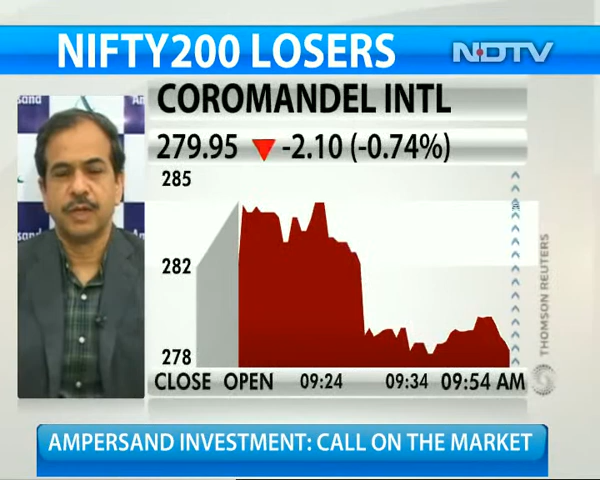 NIFTY200 LOSERS
NDTV
COROMANDEL INTL
279.95 ▼ -2.10 (-0.74%)
285
282
278
CLOSE OPEN 09:24 09:34 09:54 AM
THOMSON REUTERS
AMPERSAND INVESTMENT: CALL ON THE MARKET